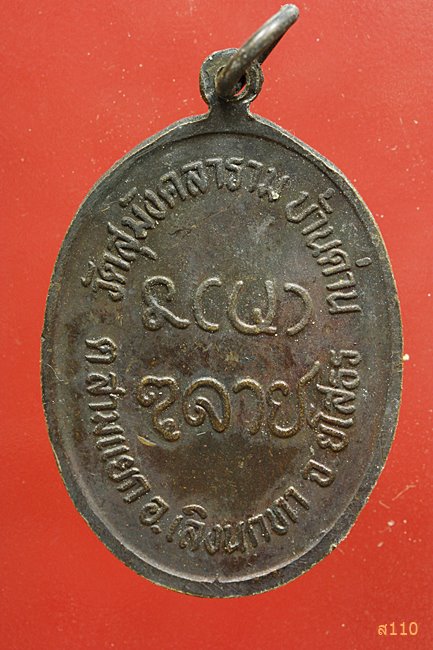 วัดสุมังคลาราม บ้านด่าน
ต.สามแยก อ.เลิงนกทา จ.ยโสธร
ส110